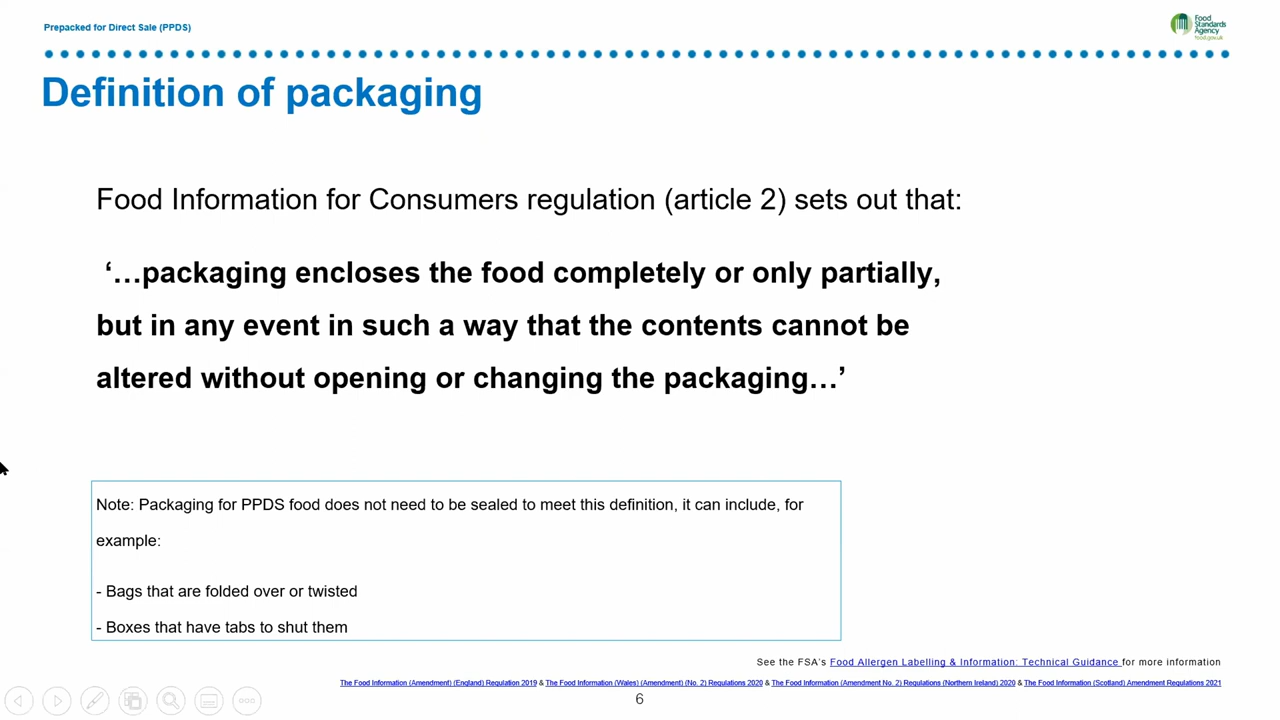 Prepacked for Direct Sale (PPDS)
Food
Standards
Agency
food.gov.uk
Definition of packaging
Food Information for Consumers regulation (article 2) sets out that:
‘…packaging encloses the food completely or only partially,
but in any event in such a way that the contents cannot be
altered without opening or changing the packaging…’
Note: Packaging for PPDS food does not need to be sealed to meet this definition, it can include, for
example:
- Bags that are folded over or twisted
- Boxes that have tabs to shut them
See the FSA’s Food Allergen Labelling & Information: Technical Guidance for more information
The Food Information (Amendment) (England) Regulation 2019 & The Food Information (Wales) (Amendment) (No. 2) Regulations 2020 & The Food Information (Amendment No. 2) Regulations (Northern Ireland) 2020 & The Food Information (Scotland) Amendment Regulations 2021
6